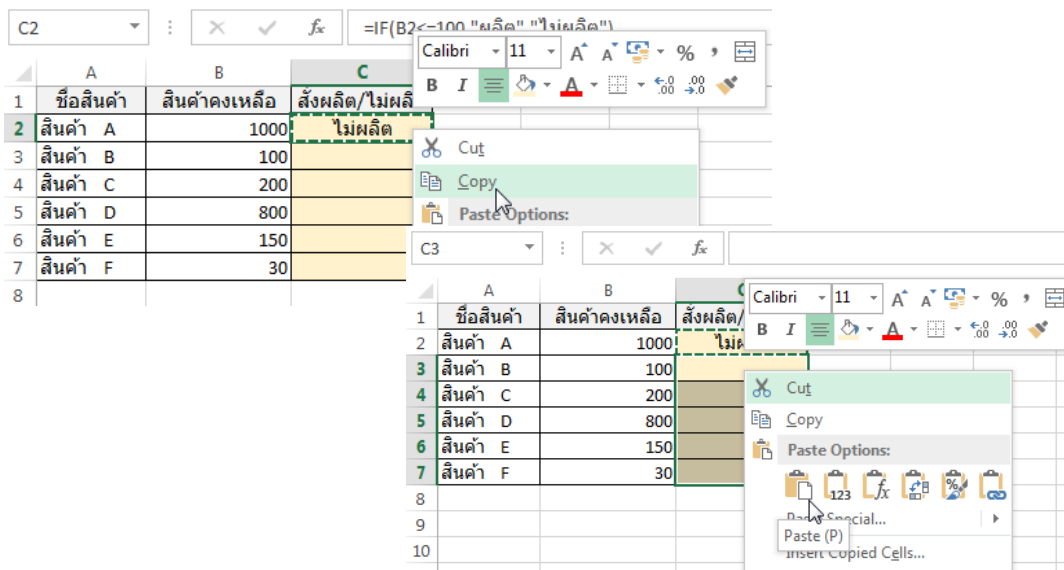 C2 fx =IF(B2<=100,"ผลิต","ไม่ผลิต")
Calibri 11 A A % ,
B I A .00 .00
A B C
1 ชื่อสินค้า สินค้าคงเหลือ สั่งผลิต/ไม่ผลิ
2 สินค้า A 1000 ไม่ผลิต
3 สินค้า B 100
4 สินค้า C 200
5 สินค้า D 800
6 สินค้า E 150
7 สินค้า F 30
8
Cut
Copy
Paste Options:
C3 fx
Calibri 11 A A % ,
B I A .00 .00
A B C
1 ชื่อสินค้า สินค้าคงเหลือ สั่งผลิต/
2 สินค้า A 1000 ไม่ผ
3 สินค้า B 100
4 สินค้า C 200
5 สินค้า D 800
6 สินค้า E 150
7 สินค้า F 30
8
9
10
Cut
Copy
Paste Options:
123 fx %
Paste Special...
Paste (P)
Insert Copied Cells...